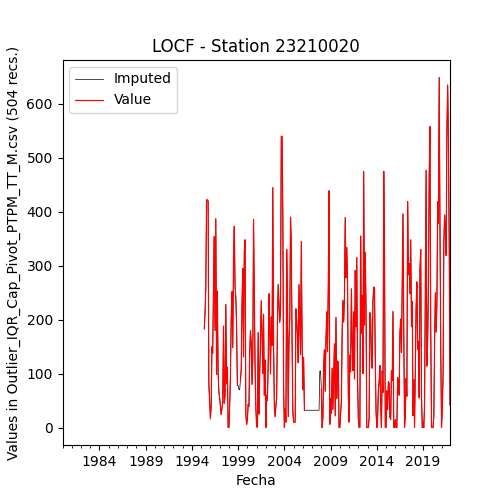 LOCF - Station 23210020
Values in Outlier_IQR_Cap_Pivot_PTPM_TT_M.csv (504 recs.)
Imputed
Value
600
500
400
300
200
100
0
1984 1989 1994 1999 2004 2009 2014 2019
Fecha